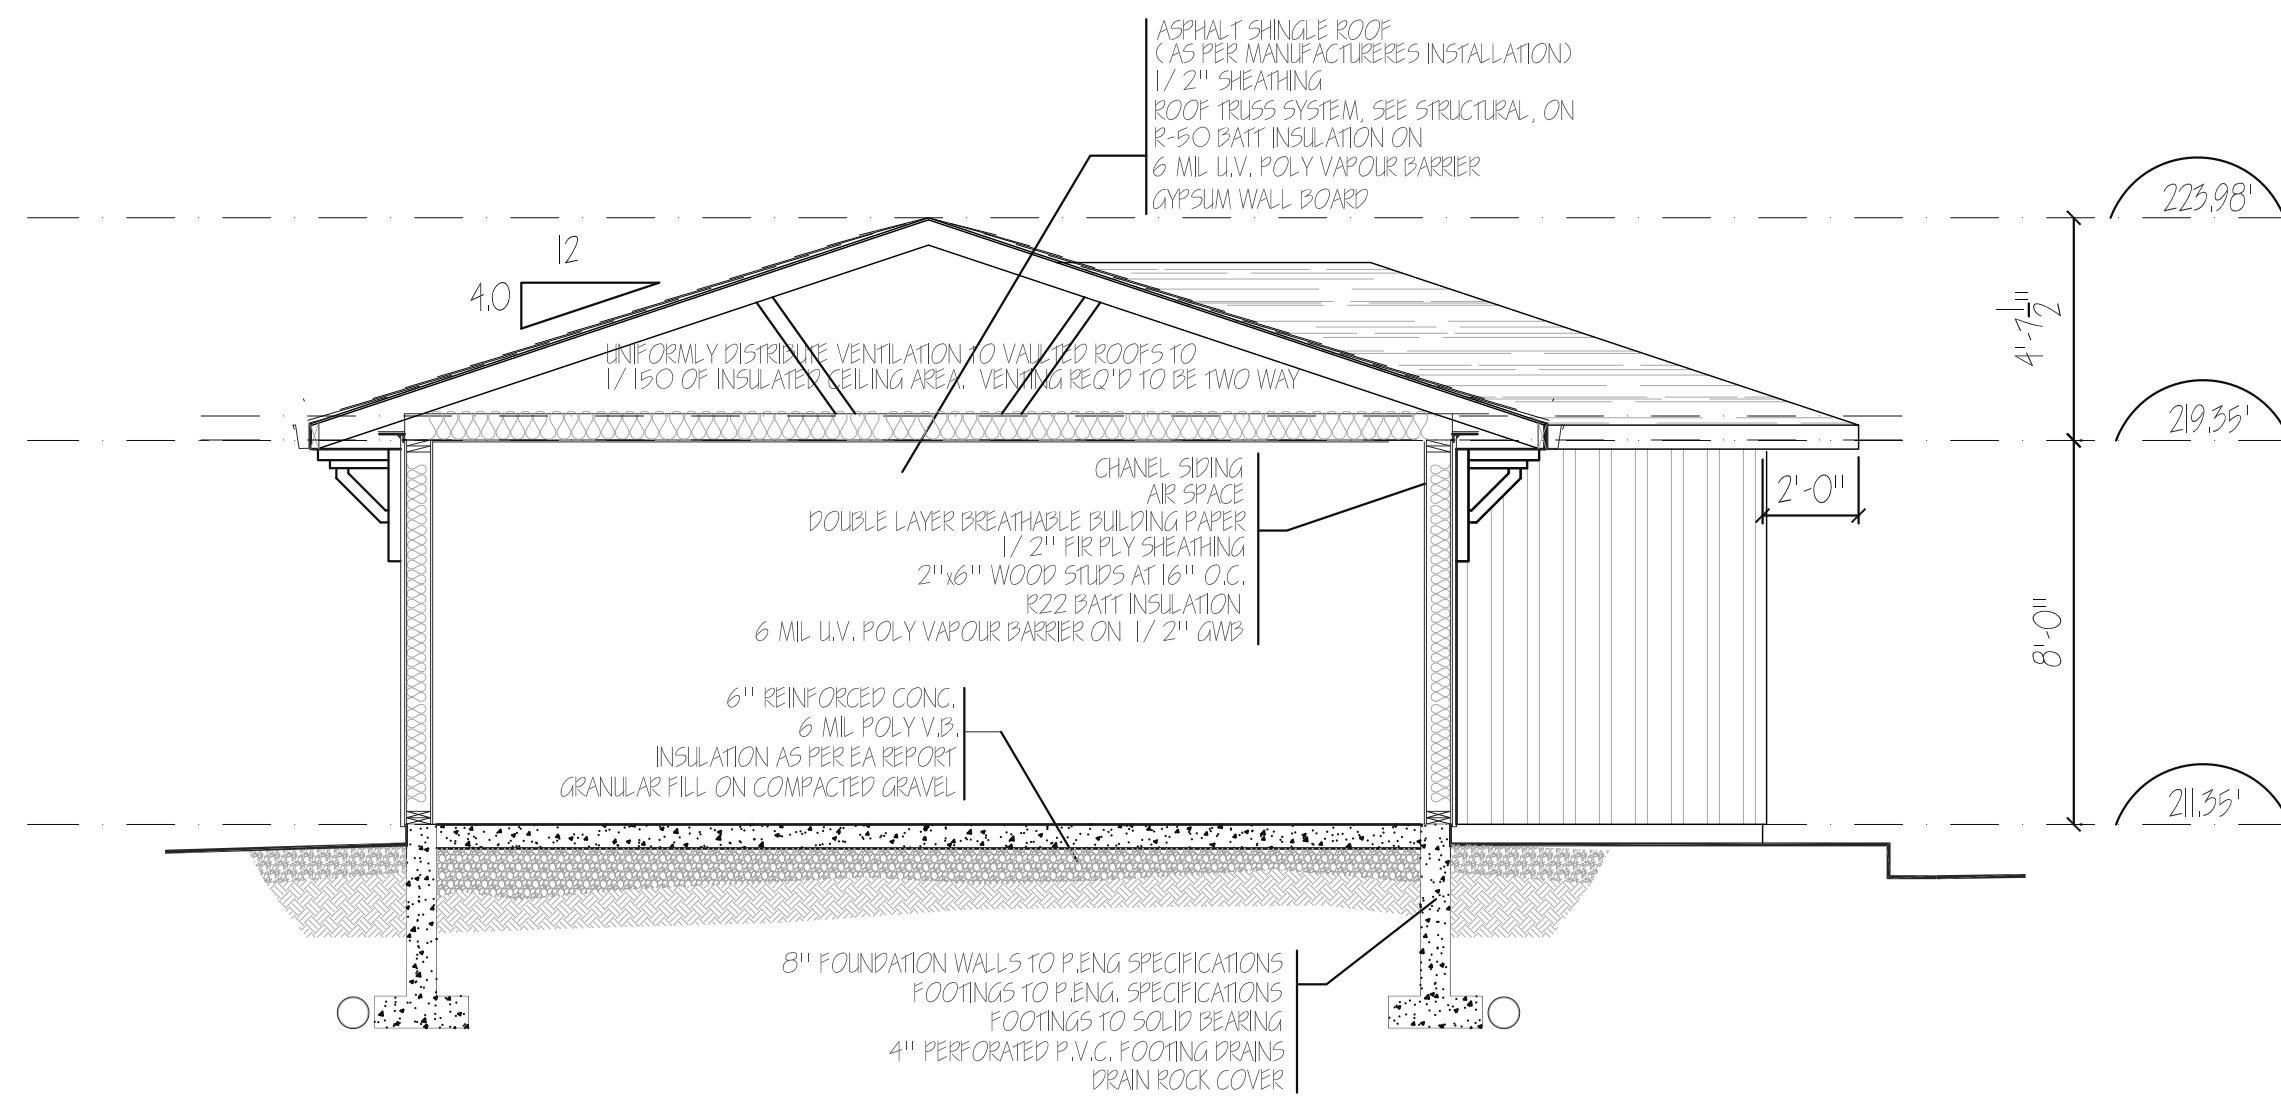 ASPHALT SHINGLE ROOF
(AS PER MANUFACTURERES INSTALLATION)
1/2" SHEATHING
ROOF TRUSS SYSTEM, SEE STRUCTURAL, ON
R-50 BATT INSULATION ON
6 MIL U.V. POLY VAPOUR BARRIER
GYPSUM WALL BOARD
223.98'
12
4.0
4'-7 1/2"
UNIFORMLY DISTRIBUTE VENTILATION TO VAULTED ROOFS TO
1/150 OF INSULATED CEILING AREA. VENTING REQ'D TO BE TWO WAY
219.35'
CHANEL SIDING
AIR SPACE
DOUBLE LAYER BREATHABLE BUILDING PAPER
1/2" FIR PLY SHEATHING
2"x6" WOOD STUDS AT 16" O.C.
R22 BATT INSULATION
6 MIL U.V. POLY VAPOUR BARRIER ON 1/2" GWB
2'-0"
8'-0"
6" REINFORCED CONC.
6 MIL POLY V.B.
INSULATION AS PER EA REPORT
GRANULAR FILL ON COMPACTED GRAVEL
211.35'
8" FOUNDATION WALLS TO P.ENG SPECIFICATIONS
FOOTINGS TO P.ENG. SPECIFICATIONS
FOOTINGS TO SOLID BEARING
4" PERFORATED P.V.C. FOOTING DRAINS
DRAIN ROCK COVER